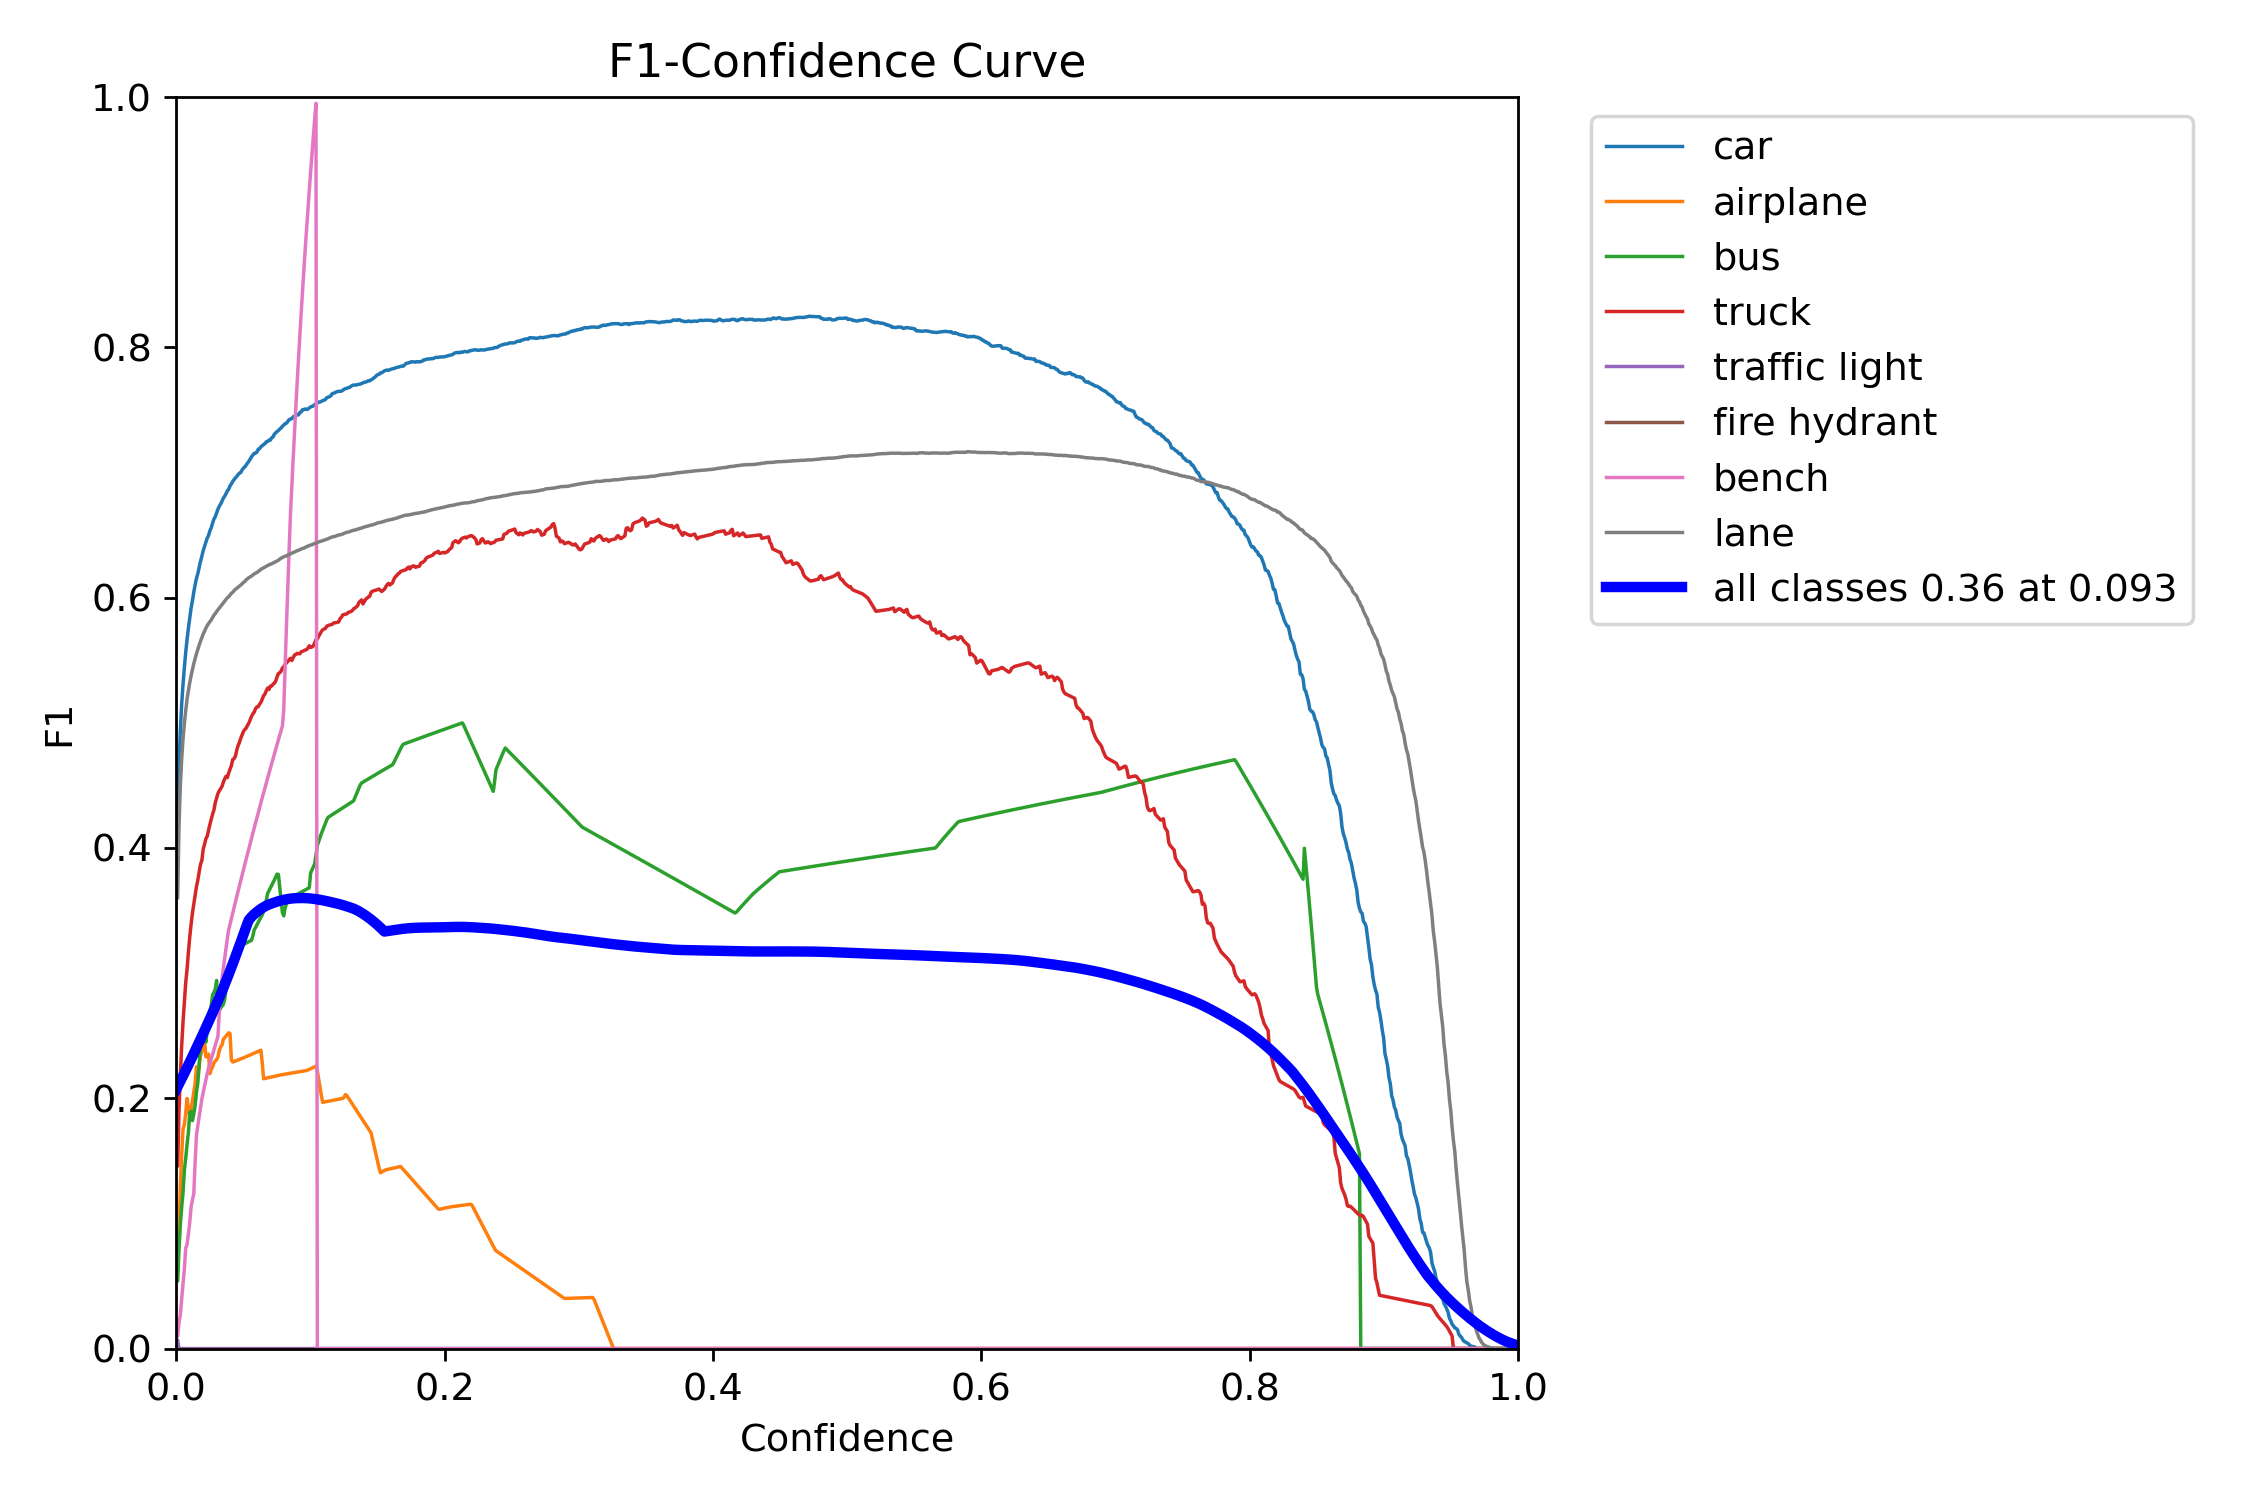 F1-Confidence Curve
F1
1.0
0.8
0.6
0.4
0.2
0.0
0.0 0.2 0.4 0.6 0.8 1.0
Confidence
car
airplane
bus
truck
traffic light
fire hydrant
bench
lane
all classes 0.36 at 0.093